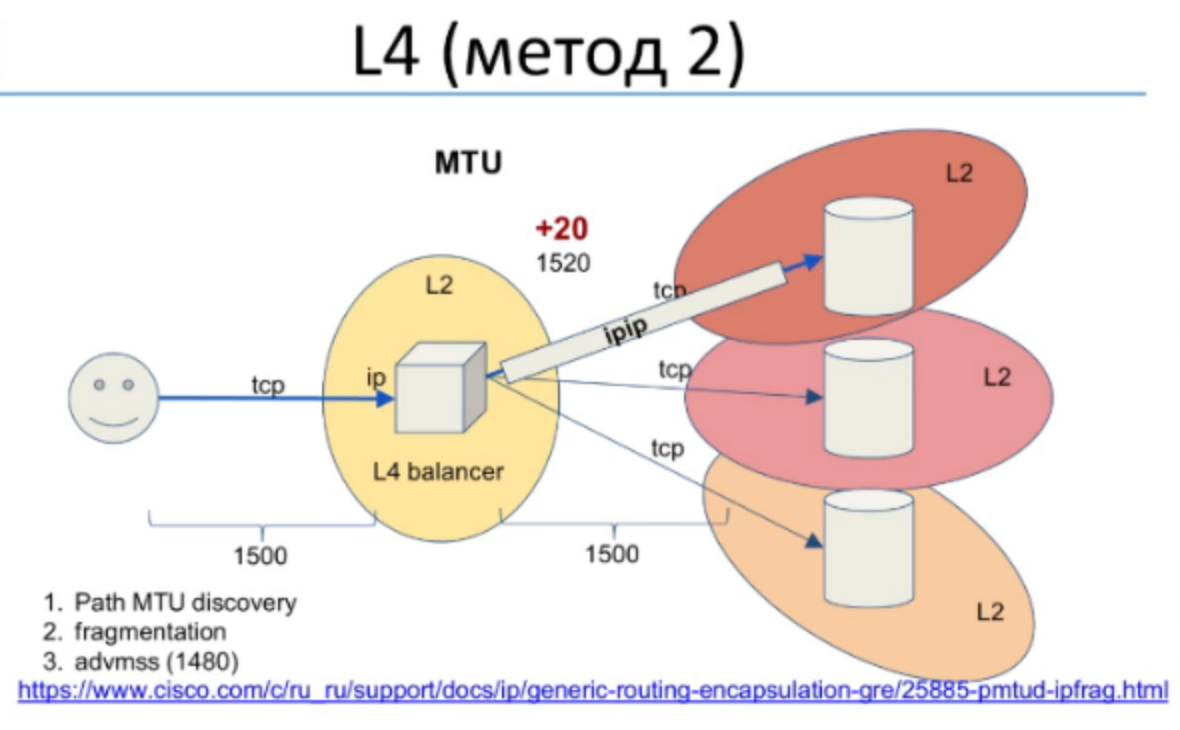 L4 (метод 2)
MTU
+20
1520
L2
L2
tcp
ipip
tcp
ip
tcp
L2
tcp
L4 balancer
1500
1500
L2
1. Path MTU discovery
2. fragmentation
3. advmss (1480)
https://www.cisco.com/c/ru_ru/support/docs/ip/generic-routing-encapsulation-gre/25885-pmtud-ipfrag.html